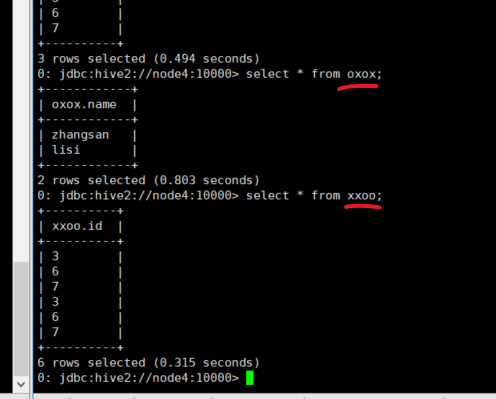 | 6        |
| 7        |
+----------+
3 rows selected (0.494 seconds)
0: jdbc:hive2://node4:10000> select * from oxox;
+------------+
| oxox.name  |
+------------+
| zhangsan   |
| lisi       |
+------------+
2 rows selected (0.803 seconds)
0: jdbc:hive2://node4:10000> select * from xxoo;
+----------+
| xxoo.id  |
+----------+
| 3        |
| 6        |
| 7        |
| 3        |
| 6        |
| 7        |
+----------+
6 rows selected (0.315 seconds)
0: jdbc:hive2://node4:10000>